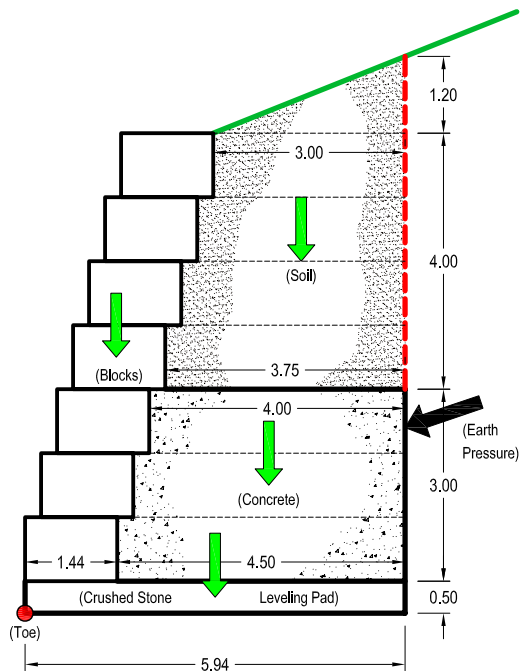 1.20
3.00
(Soil)
4.00
(Blocks)
3.75
4.00
(Earth
Pressure)
(Concrete)
3.00
1.44
4.50
(Crushed Stone Leveling Pad)
0.50
(Toe)
5.94